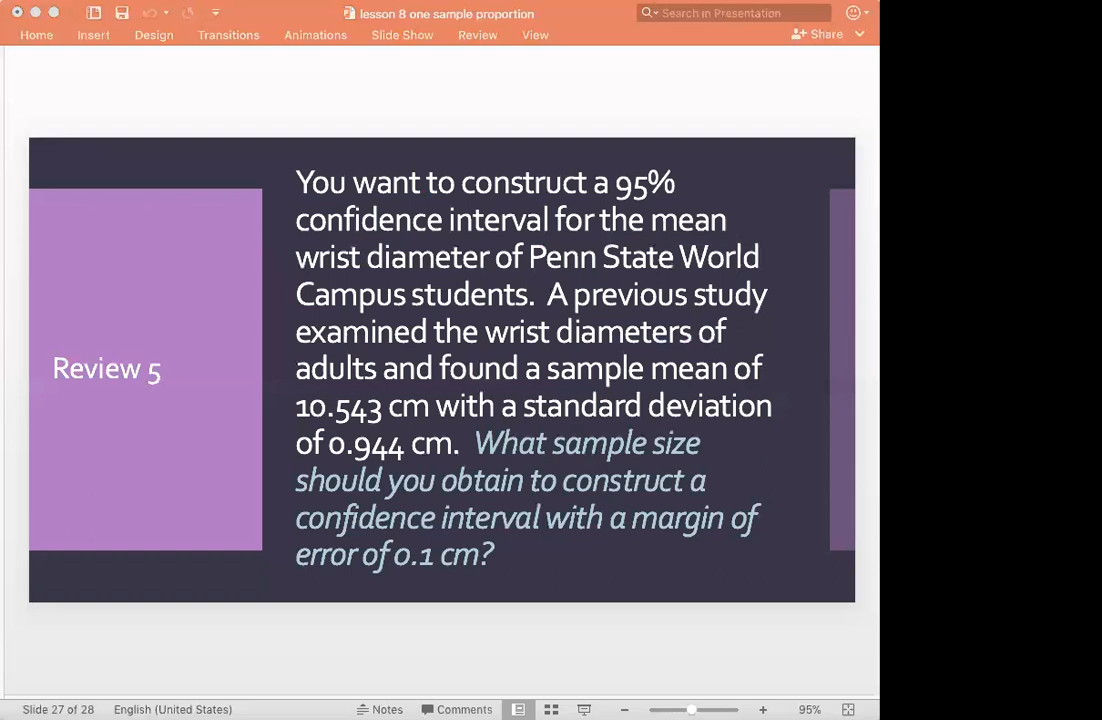 lesson 8 one sample proportion
Search in Presentation
Home Insert Design Transitions Animations Slide Show Review View
Share
Review 5
You want to construct a 95%
confidence interval for the mean
wrist diameter of Penn State World
Campus students. A previous study
examined the wrist diameters of
adults and found a sample mean of
10.543 cm with a standard deviation
of 0.944 cm. What sample size
should you obtain to construct a
confidence interval with a margin of
error of 0.1 cm?
Slide 27 of 28 English (United States) Notes Comments 95%